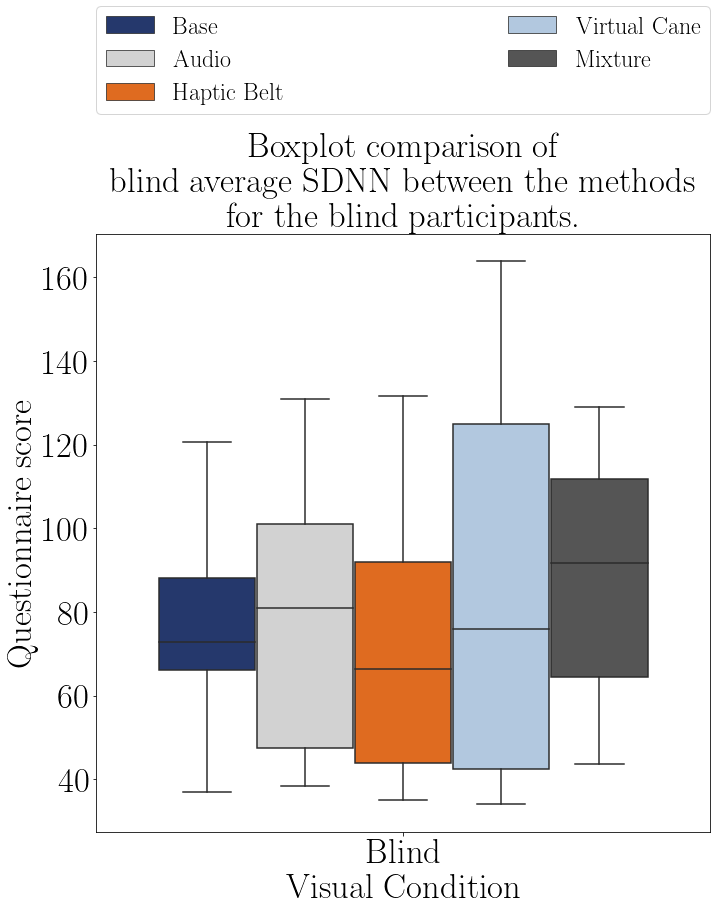 Base
Audio
Haptic Belt
Virtual Cane
Mixture
Boxplot comparison of
blind average SDNN between the methods
for the blind participants.
160
140
120
100
80
60
40
Questionnaire score
Blind
Visual Condition